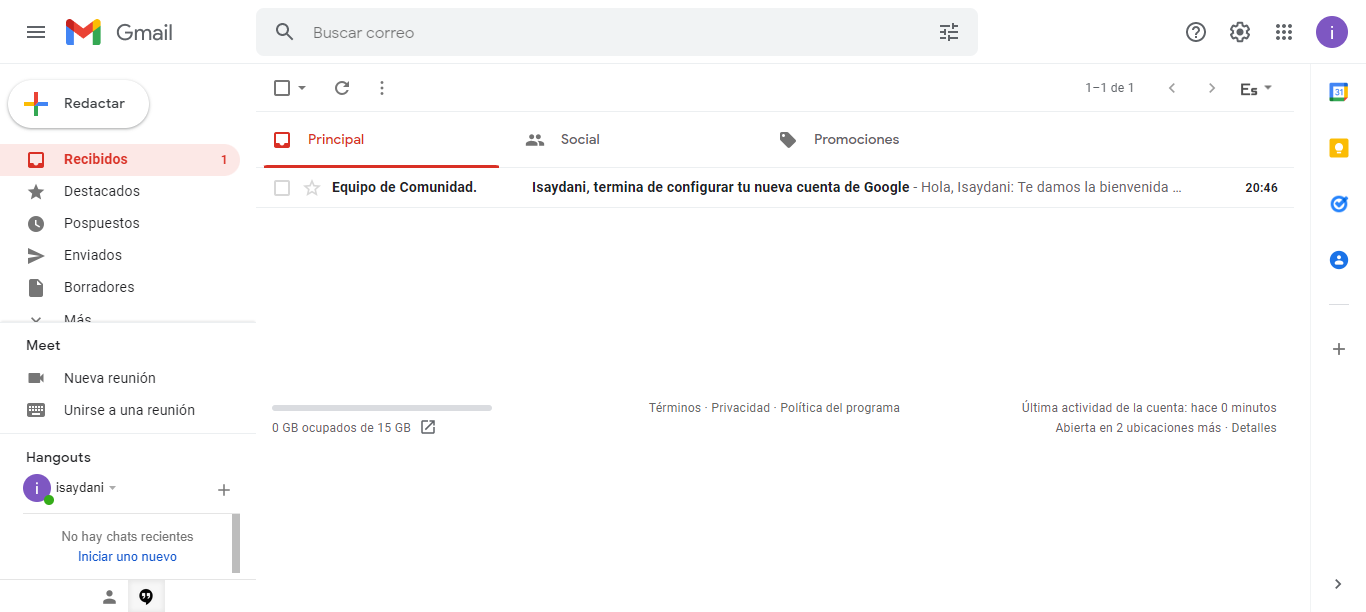 Gmail
Buscar correo
i
Redactar
1–1 de 1
Es
31
Principal
Social
Promociones
Recibidos 1
Equipo de Comunidad. Isaydani, termina de configurar tu nueva cuenta de Google - Hola, Isaydani: Te damos la bienvenida … 20:46
Destacados
Pospuestos
Enviados
Borradores
Más
Meet
Nueva reunión
Unirse a una reunión
0 GB ocupados de 15 GB
Términos · Privacidad · Política del programa
Última actividad de la cuenta: hace 0 minutos
Abierta en 2 ubicaciones más · Detalles
Hangouts
i isaydani
No hay chats recientes
Iniciar uno nuevo